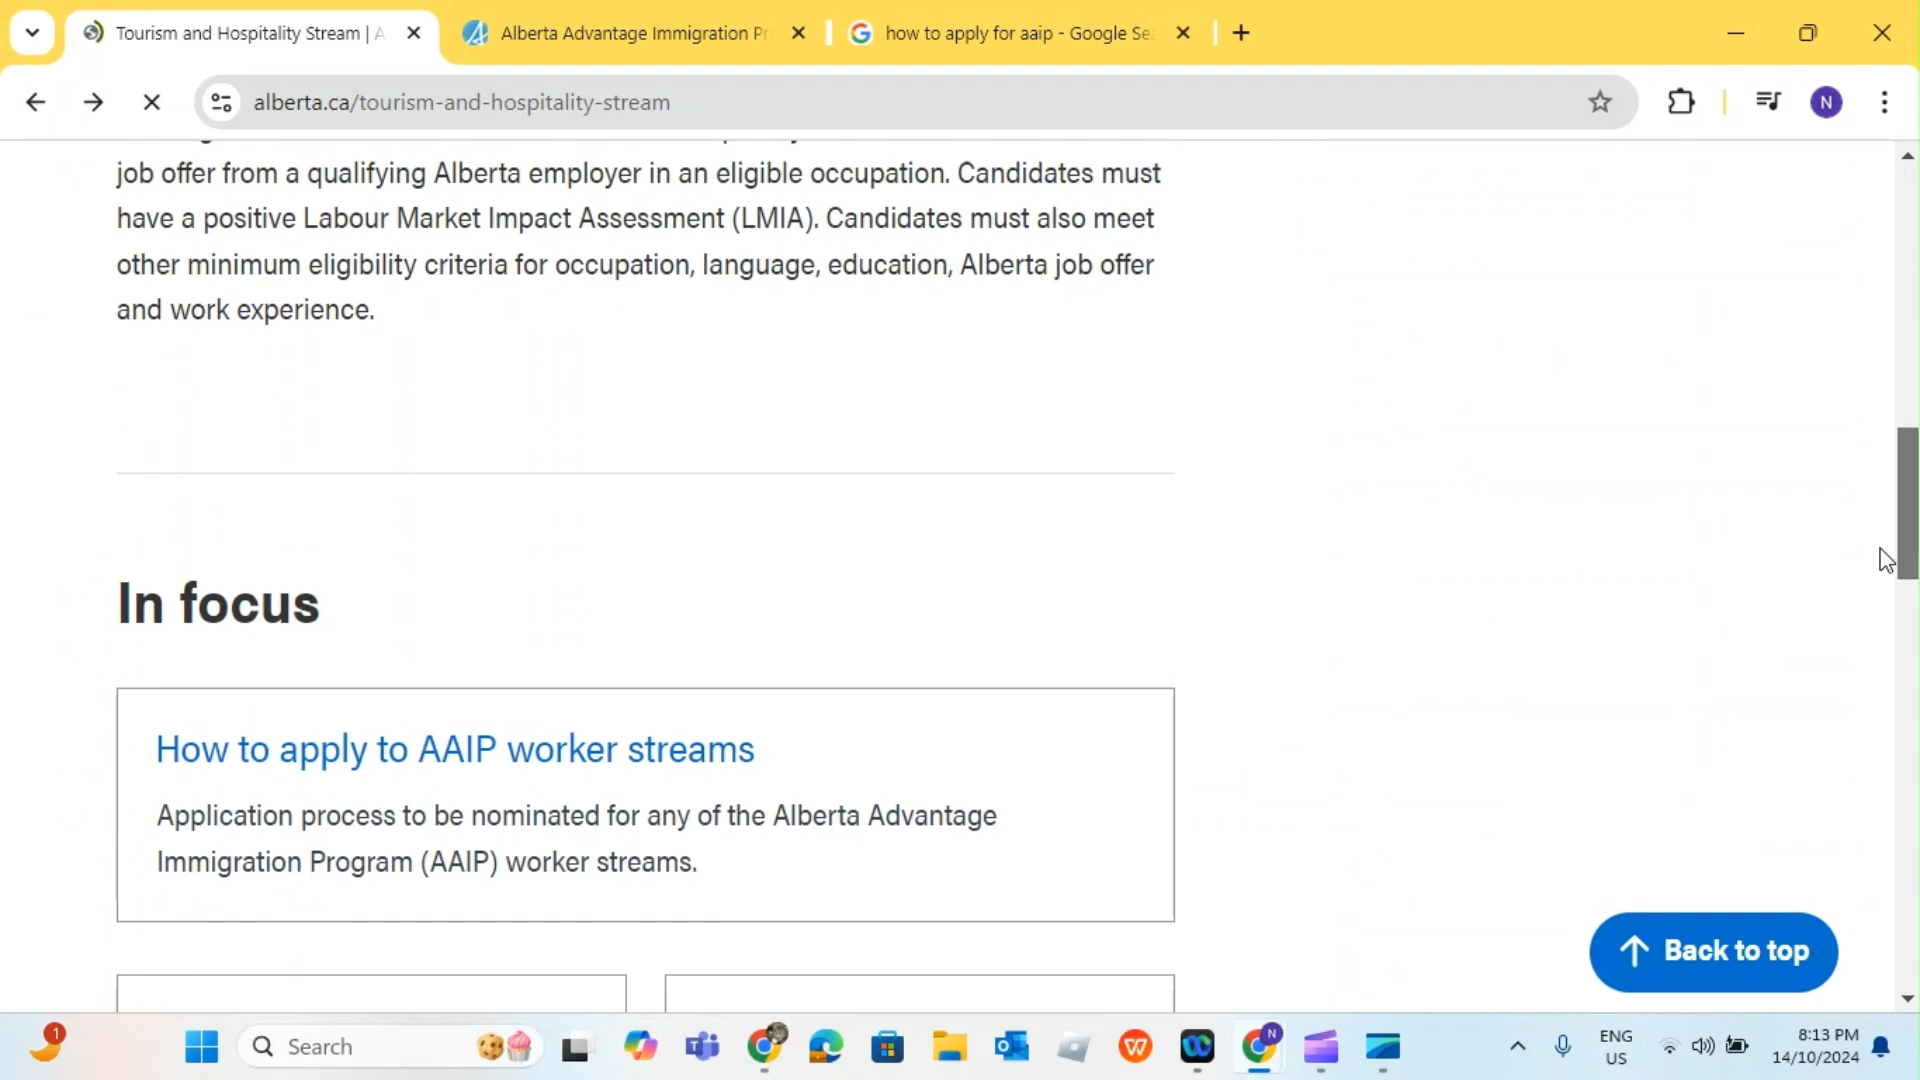 Tourism and Hospitality Stream | A
Alberta Advantage Immigration Pr
how to apply for aaip - Google Sea
alberta.ca/tourism-and-hospitality-stream
N
job offer from a qualifying Alberta employer in an eligible occupation. Candidates must
have a positive Labour Market Impact Assessment (LMIA). Candidates must also meet
other minimum eligibility criteria for occupation, language, education, Alberta job offer
and work experience.
In focus
How to apply to AAIP worker streams
Application process to be nominated for any of the Alberta Advantage
Immigration Program (AAIP) worker streams.
Back to top
1
Search
N
ENG
US
8:13 PM
14/10/2024